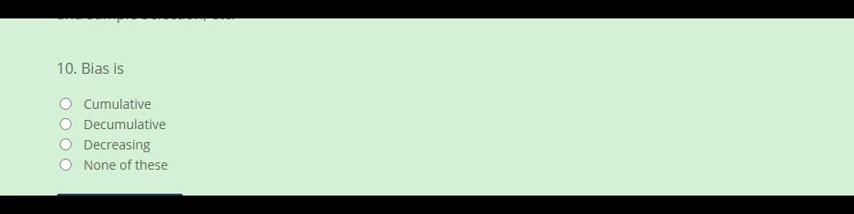 10. Bias is
Cumulative
Decumulative
Decreasing
None of these